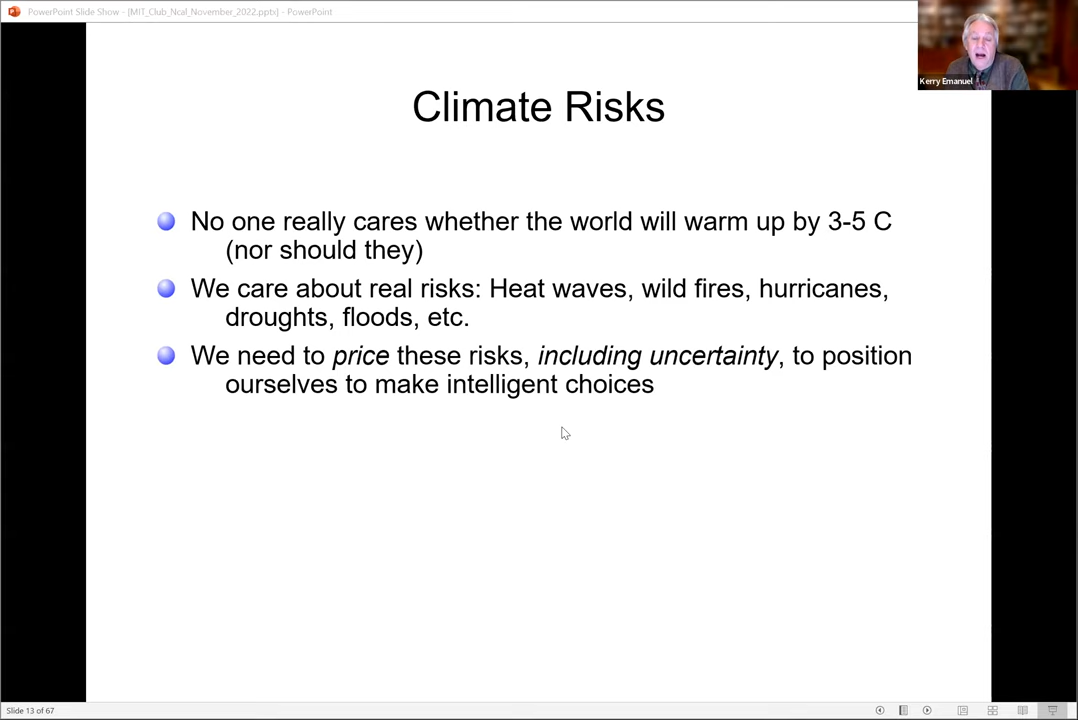 PowerPoint Slide Show - [MIT_Club_Ncal_November_2022.pptx] - PowerPoint
Kerry Emanuel
Climate Risks
No one really cares whether the world will warm up by 3-5 C
(nor should they)
We care about real risks: Heat waves, wild fires, hurricanes,
droughts, floods, etc.
We need to price these risks, including uncertainty, to position
ourselves to make intelligent choices
Slide 13 of 67